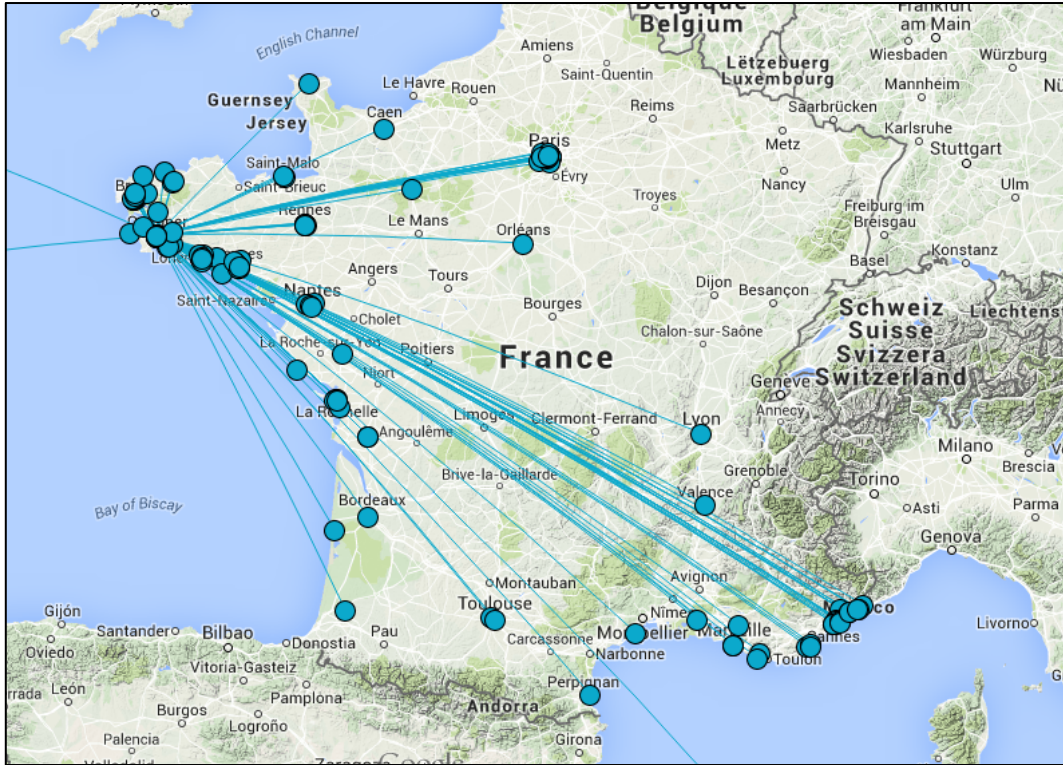 Plymouth
Belgique
Belgium
Frankfurt
am Main
English Channel
Amiens
Saint-Quentin
Wiesbaden
Würzburg
Lëtzebuerg
Luxembourg
Mannheim
Le Havre
Rouen
Guernsey
Jersey
Caen
Reims
Saarbrücken
Metz
Karlsruhe
Stuttgart
Paris
Évry
Saint-Malo
Saint-Brieuc
Nancy
Ulm
Troyes
Rennes
Le Mans
Orléans
Freiburg im
Breisgau
Konstanz
Basel
Angers
Tours
Dijon
Besançon
Saint-Nazaire
Nantes
Cholet
Bourges
Chalon-sur-Saône
Schweiz
Suisse
Svizzera
Switzerland
Liechtenst
La Roche-sur-Yon
Poitiers
France
Niort
Geneve
Annecy
La Rochelle
Limoges
Clermont-Ferrand
Lyon
Angoulême
Milano
Brescia
Brive-la-Gaillarde
Grenoble
Torino
Valence
Asti
Parma
Bay of Biscay
Bordeaux
Genova
Montauban
Avignon
Toulouse
Nîmes
Monaco
Gijón
Santander
Bilbao
Donostia
Pau
Carcassonne
Montpellier
Marseille
Cannes
Livorno
Oviedo
Narbonne
Toulon
Vitoria-Gasteiz
León
Pamplona
Perpignan
Andorra
Burgos
Logroño
Girona
Palencia